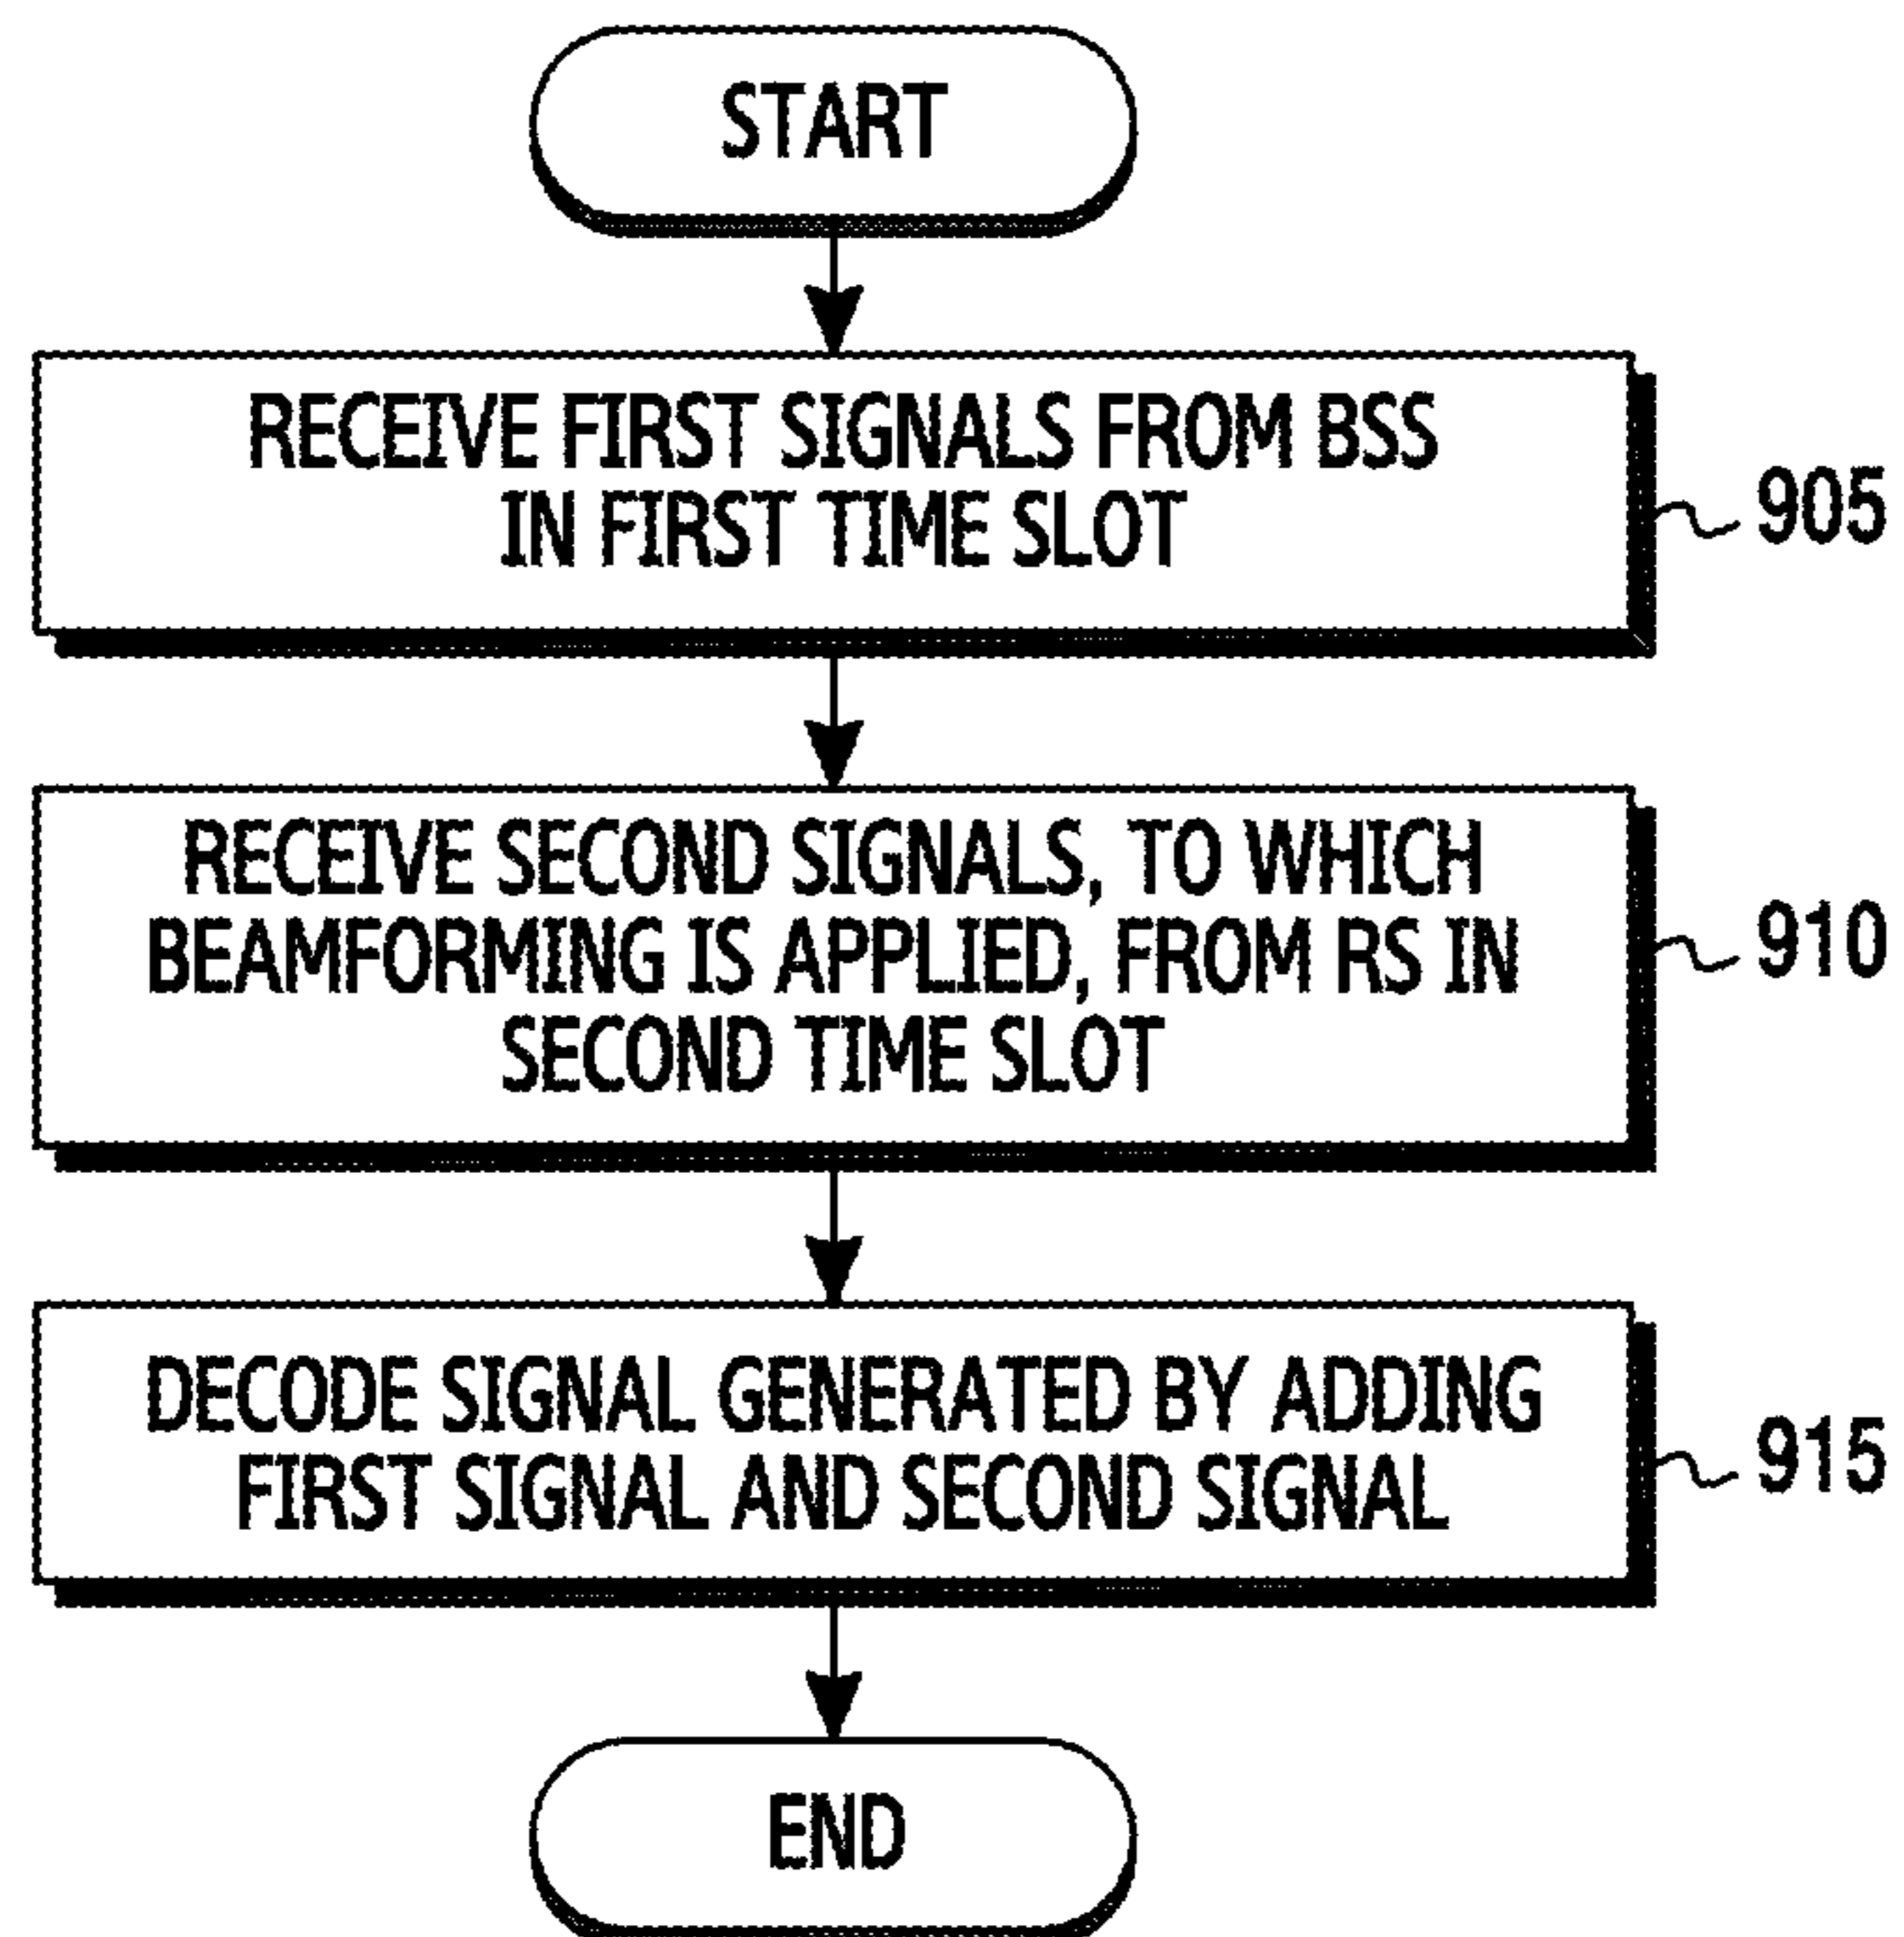 START
RECEIVE FIRST SIGNALS FROM BSS
IN FIRST TIME SLOT
905
RECEIVE SECOND SIGNALS, TO WHICH
BEAMFORMING IS APPLIED, FROM RS IN
SECOND TIME SLOT
910
DECODE SIGNAL GENERATED BY ADDING
FIRST SIGNAL AND SECOND SIGNAL
915
END